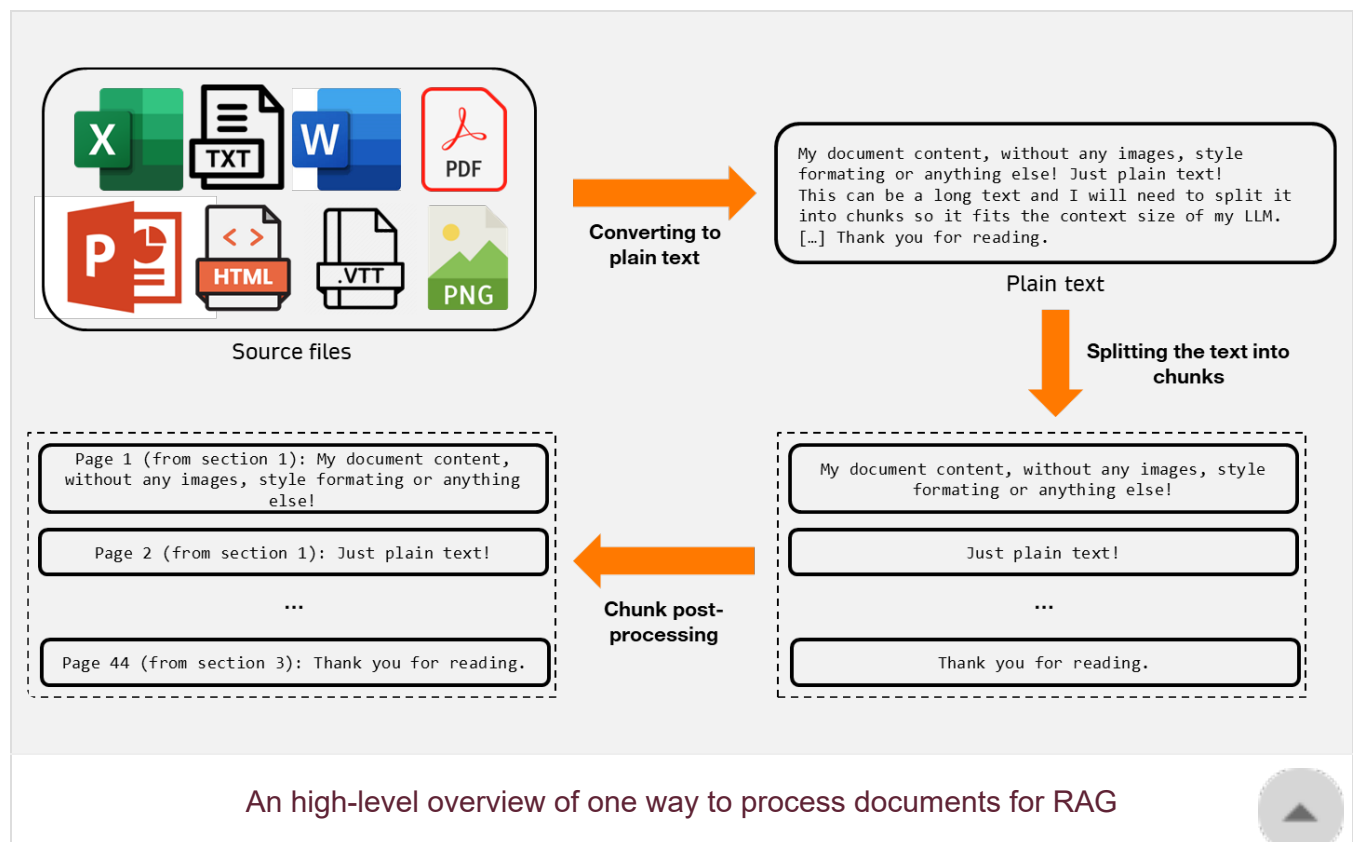 X
TXT
W
PDF
P
HTML
.VTT
PNG
Source files
Converting to
plain text
My document content, without any images, style
formating or anything else! Just plain text!
This can be a long text and I will need to split it
into chunks so it fits the context size of my LLM.
[…] Thank you for reading.
Plain text
Splitting the text into
chunks
My document content, without any images, style
formating or anything else!
Just plain text!
...
Thank you for reading.
Chunk post-
processing
Page 1 (from section 1): My document content,
without any images, style formating or anything
else!
Page 2 (from section 1): Just plain text!
...
Page 44 (from section 3): Thank you for reading.
An high-level overview of one way to process documents for RAG